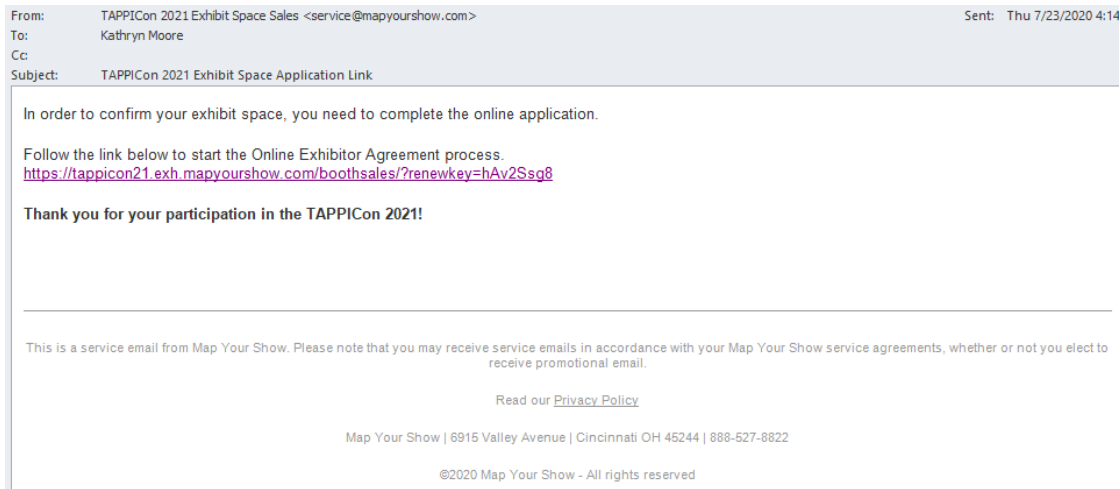 From: TAPPICon 2021 Exhibit Space Sales <service@mapyourshow.com> Sent: Thu 7/23/2020 4:14
To: Kathryn Moore
Cc:
Subject: TAPPICon 2021 Exhibit Space Application Link
In order to confirm your exhibit space, you need to complete the online application.
Follow the link below to start the Online Exhibitor Agreement process.
https://tappicon21.exh.mapyourshow.com/boothsales/?renewkey=hAv2Ssg8
Thank you for your participation in the TAPPICon 2021!
This is a service email from Map Your Show. Please note that you may receive service emails in accordance with your Map Your Show service agreements, whether or not you elect to
receive promotional email.
Read our Privacy Policy
Map Your Show | 6915 Valley Avenue | Cincinnati OH 45244 | 888-527-8822
©2020 Map Your Show - All rights reserved